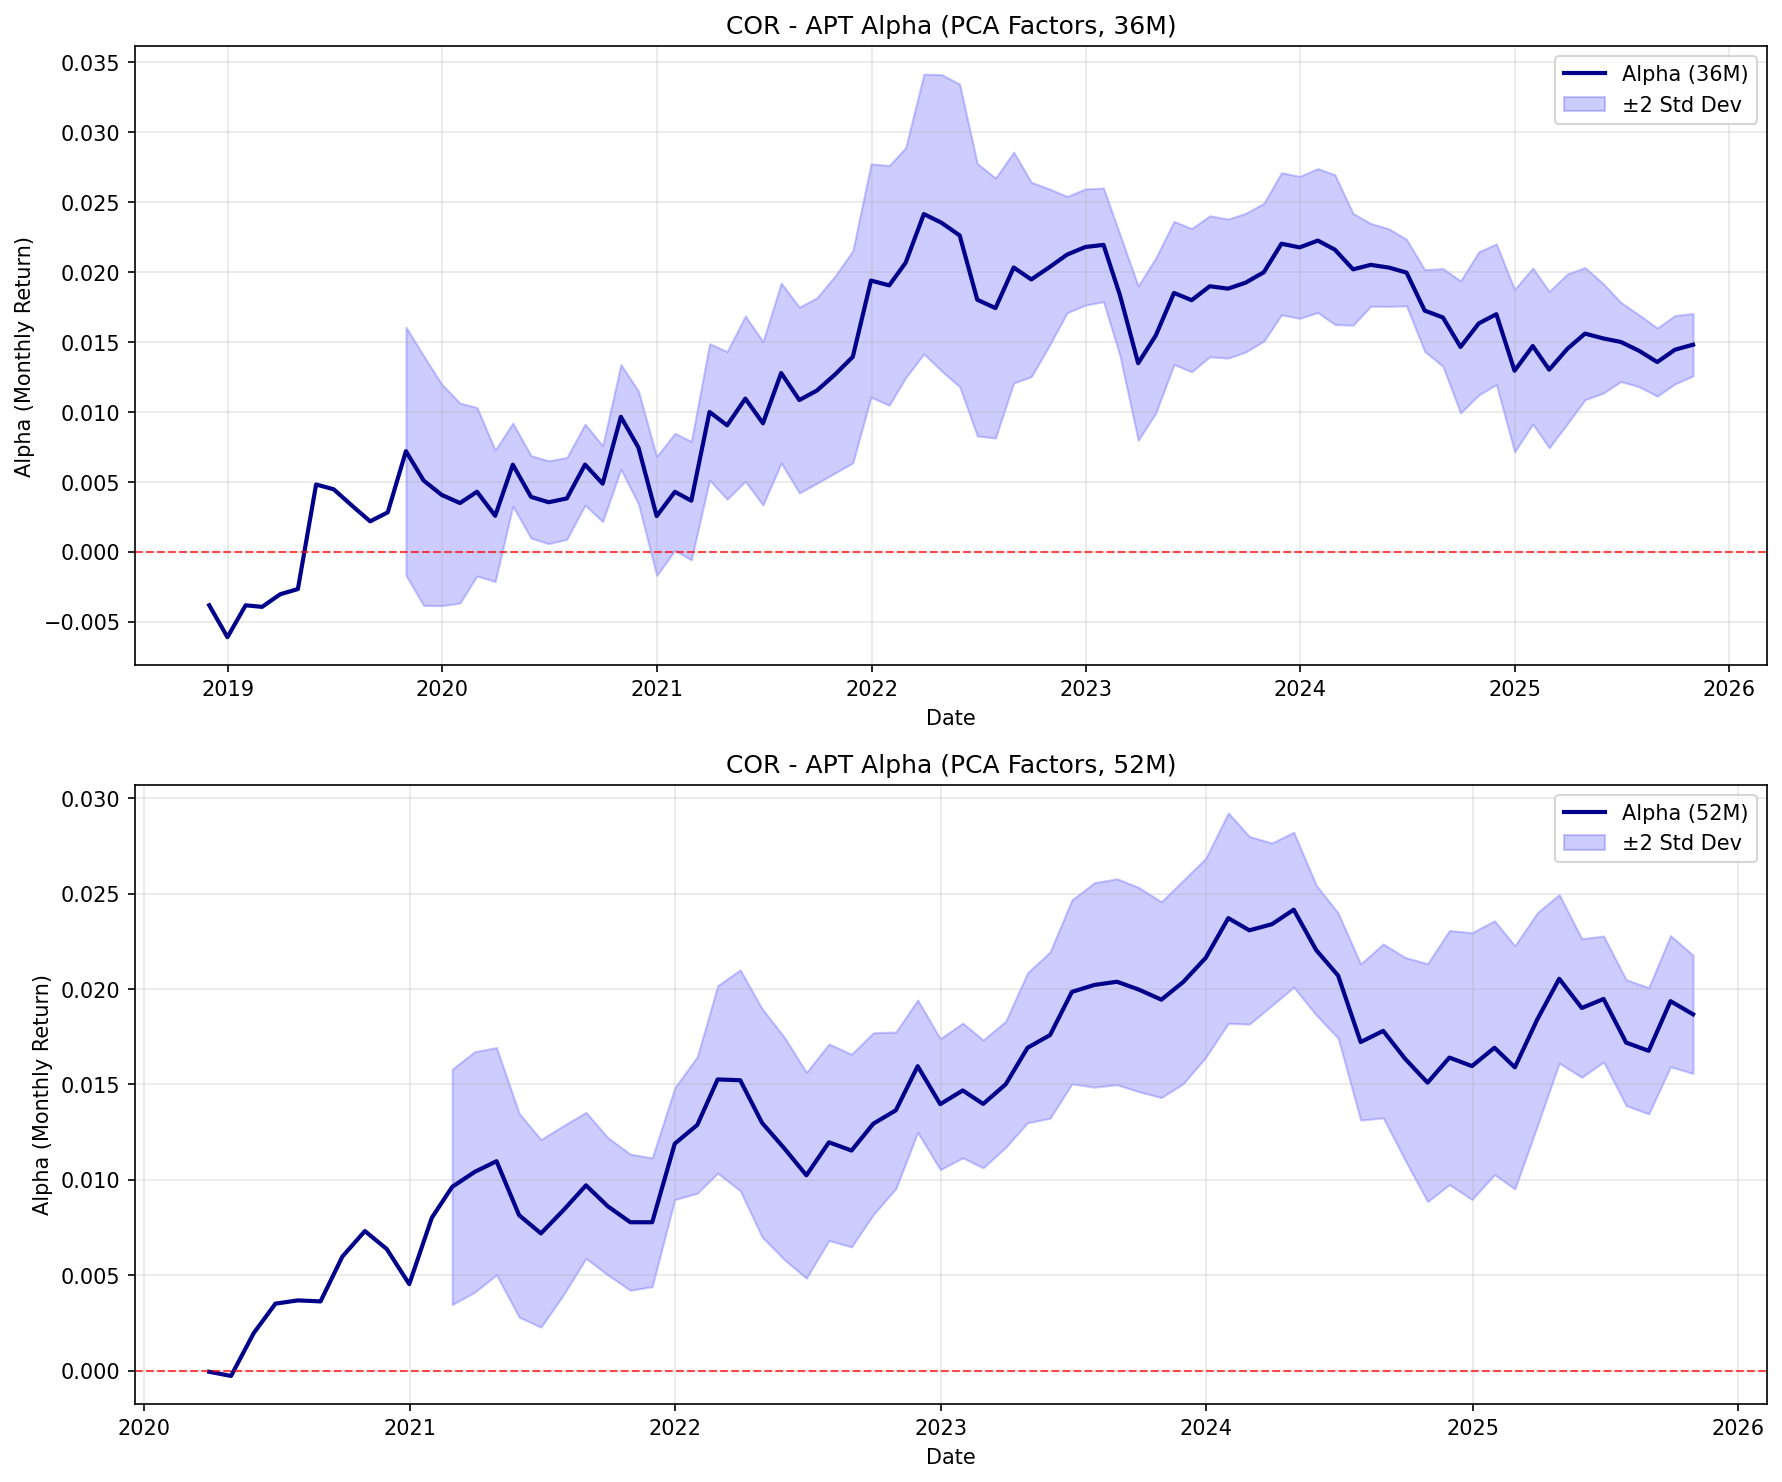 COR - APT Alpha (PCA Factors, 36M)
Alpha (36M)
±2 Std Dev
Alpha (Monthly Return)
0.035
0.030
0.025
0.020
0.015
0.010
0.005
0.000
−0.005
2019 2020 2021 2022 2023 2024 2025 2026
Date
COR - APT Alpha (PCA Factors, 52M)
Alpha (52M)
±2 Std Dev
Alpha (Monthly Return)
0.030
0.025
0.020
0.015
0.010
0.005
0.000
2020 2021 2022 2023 2024 2025 2026
Date